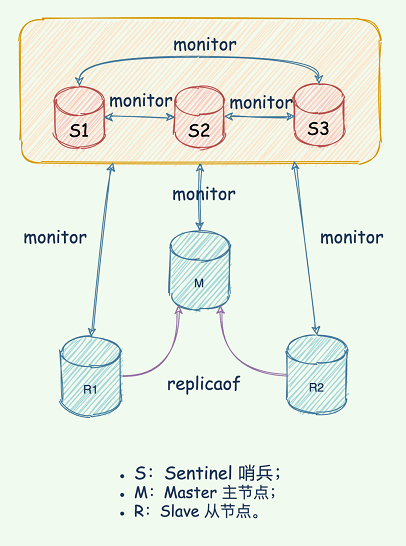 monitor
monitor
monitor
S1
S2
S3
monitor
monitor
monitor
M
R1
replicaof
R2
S：Sentinel 哨兵；
M：Master 主节点；
R：Slave 从节点。